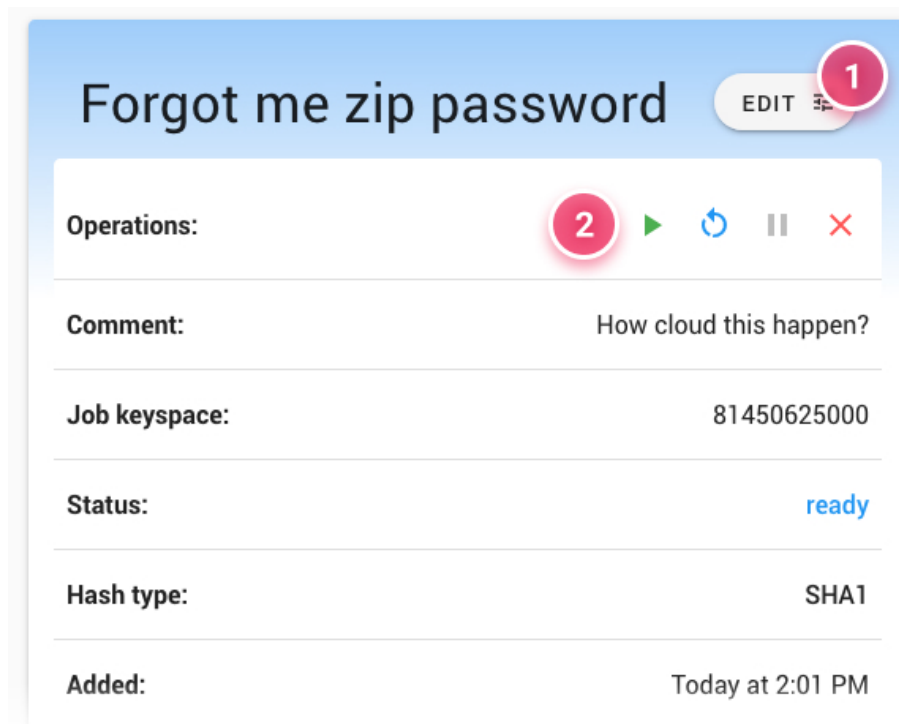 Forgot me zip password
EDIT
1
Operations:
2
Comment: How cloud this happen?
Job keyspace: 81450625000
Status: ready
Hash type: SHA1
Added: Today at 2:01 PM